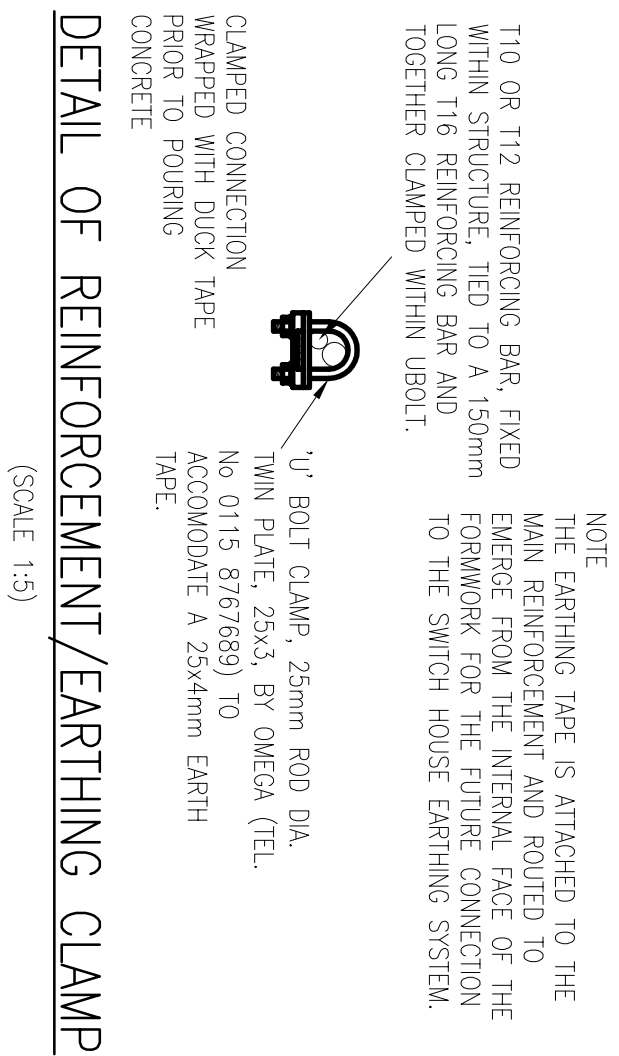 T10 OR T12 REINFORCING BAR, FIXED
WITHIN STRUCTURE, TIED TO A 150mm
LONG T16 REINFORCING BAR AND
TOGETHER CLAMPED WITHIN UBOLT.
NOTE
THE EARTHING TAPE IS ATTACHED TO THE
MAIN REINFORCEMENT AND ROUTED TO
EMERGE FROM THE INTERNAL FACE OF THE
FORMWORK FOR THE FUTURE CONNECTION
TO THE SWITCH HOUSE EARTHING SYSTEM.
CLAMPED CONNECTION
WRAPPED WITH DUCK TAPE
PRIOR TO POURING
CONCRETE
'U' BOLT CLAMP, 25mm ROD DIA.
TWIN PLATE, 25x3, BY OMEGA (TEL.
No 0115 8767689) TO
ACCOMODATE A 25x4mm EARTH
TAPE.
DETAIL OF REINFORCEMENT/EARTHING CLAMP
(SCALE 1:5)